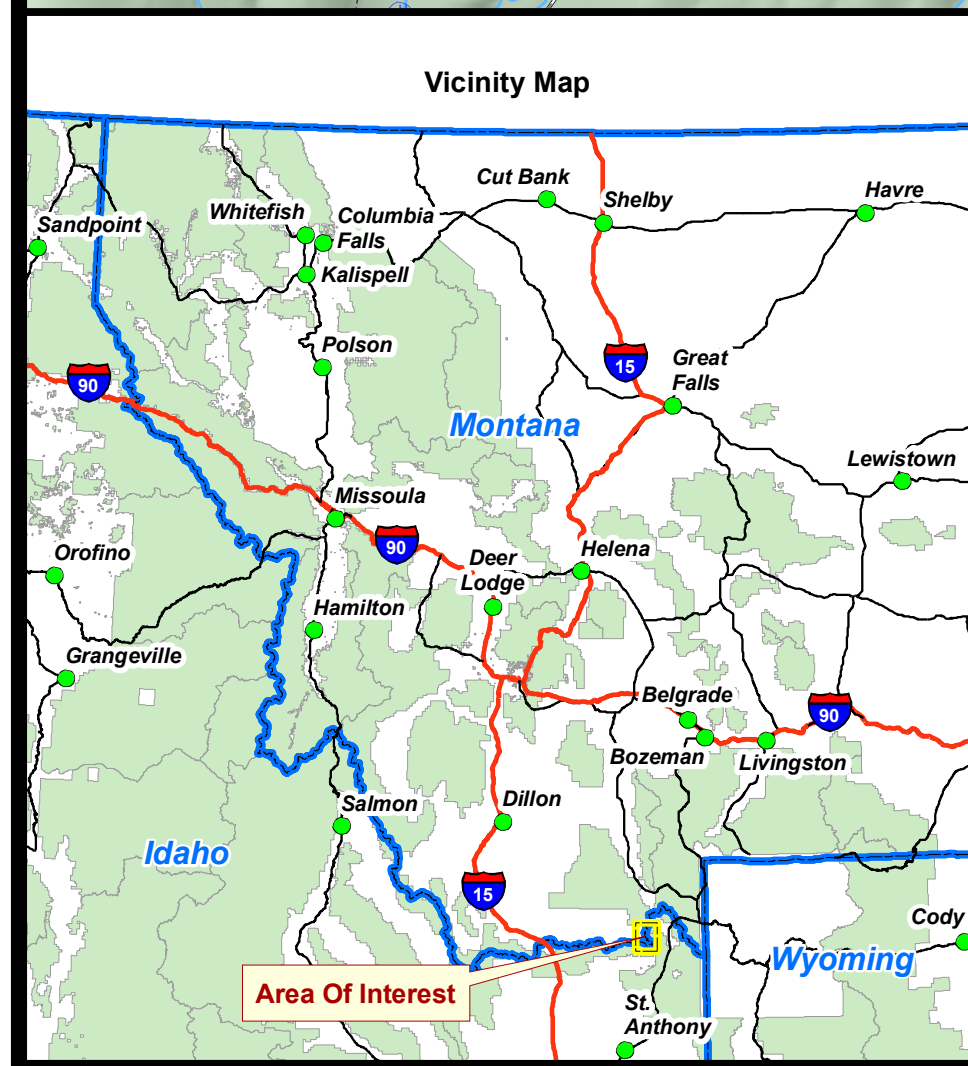 Vicinity Map
Cut Bank
Shelby
Havre
Whitefish
Columbia
Falls
Sandpoint
Kalispell
Polson
15
Great
Falls
90
Montana
Lewistown
Missoula
90
Deer
Lodge
Helena
Orofino
Hamilton
Grangeville
Belgrade
90
Bozeman
Livingston
Salmon
Dillon
Idaho
15
Cody
Wyoming
Area Of Interest
St.
Anthony